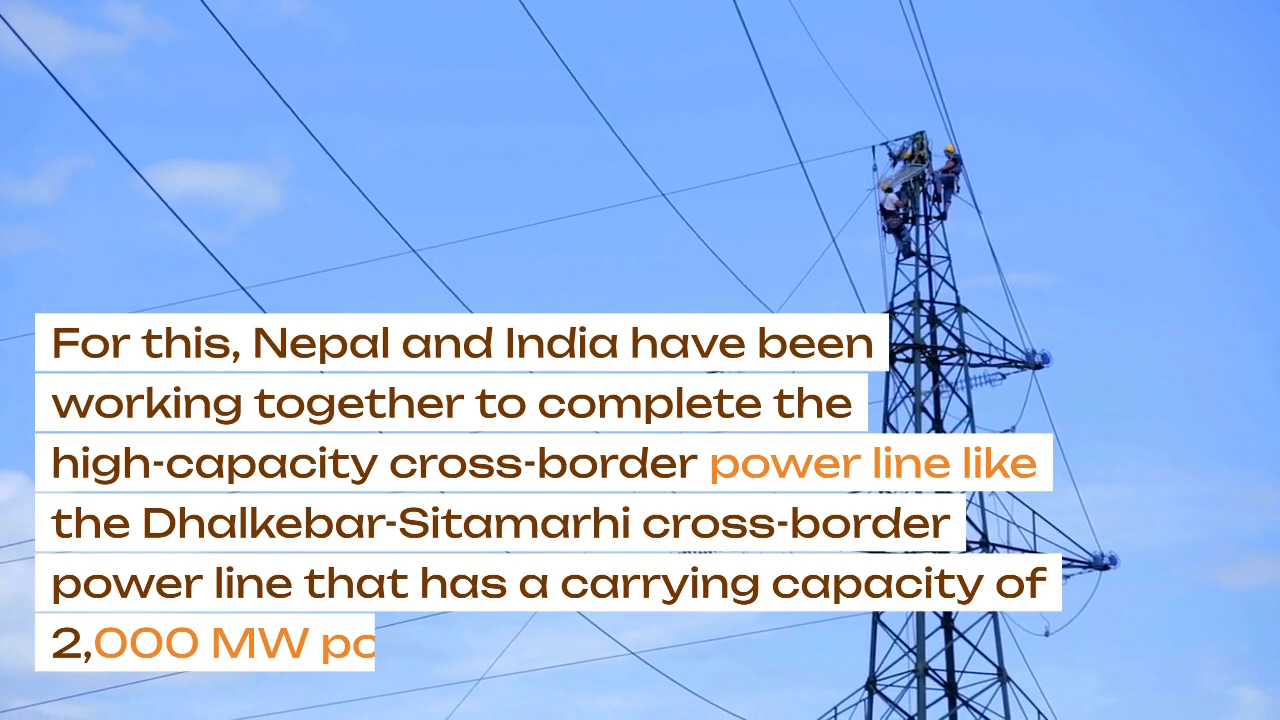 For this, Nepal and India have been
working together to complete the
high-capacity cross-border power line like
the Dhalkebar-Sitamarhi cross-border
power line that has a carrying capacity of
2,000 MW